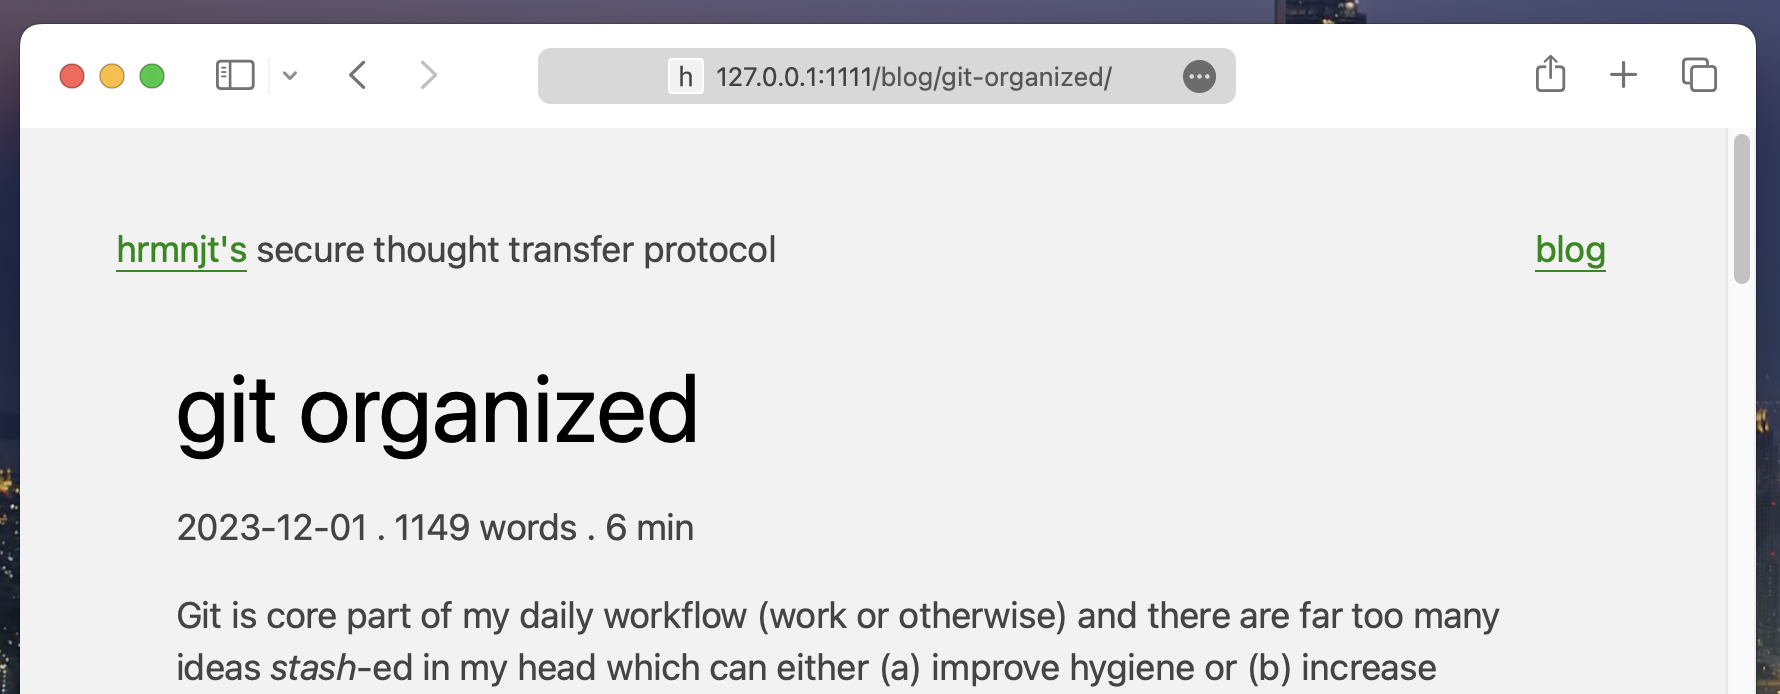 h 127.0.0.1:1111/blog/git-organized/
hrmnjt's secure thought transfer protocol blog
git organized
2023-12-01 . 1149 words . 6 min
Git is core part of my daily workflow (work or otherwise) and there are far too many
ideas stash-ed in my head which can either (a) improve hygiene or (b) increase